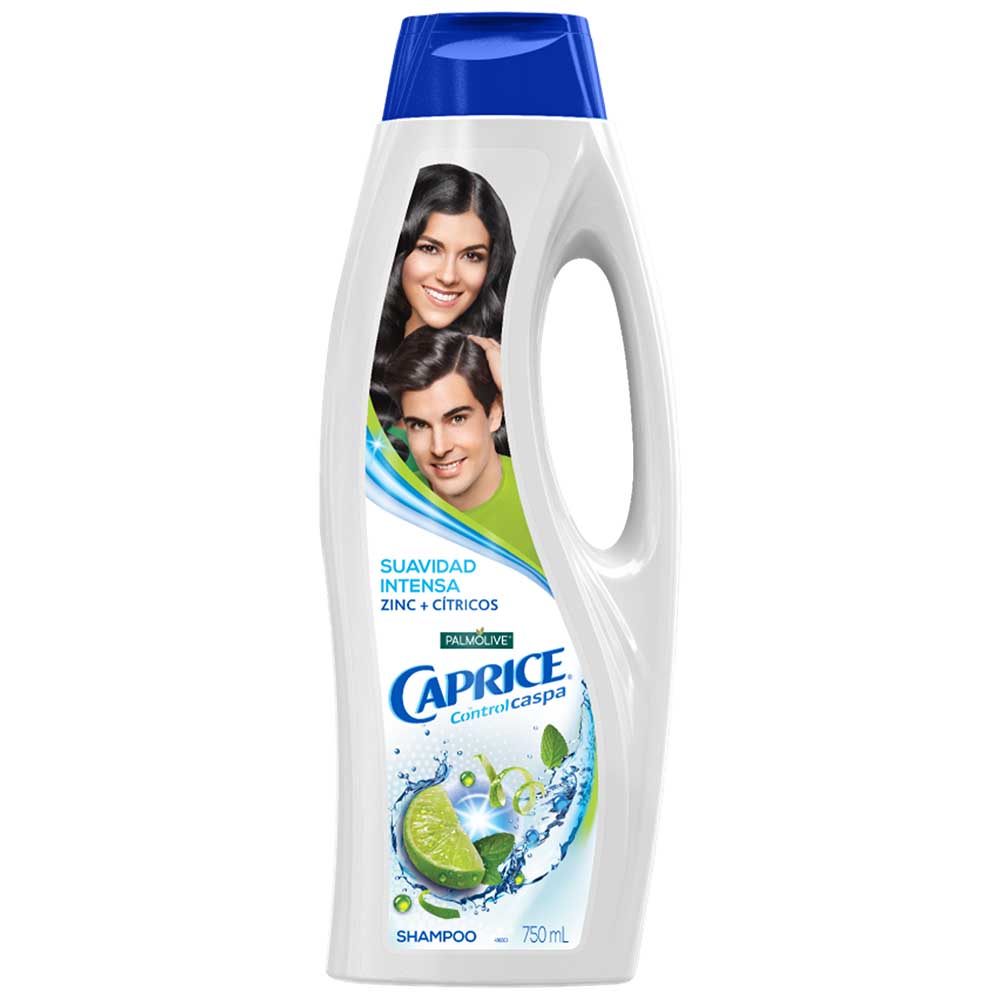 SUAVIDAD
INTENSA
ZINC + CÍTRICOS
PALMOLIVE®
CAPRICE®
Control caspa
SHAMPOO
750 mL